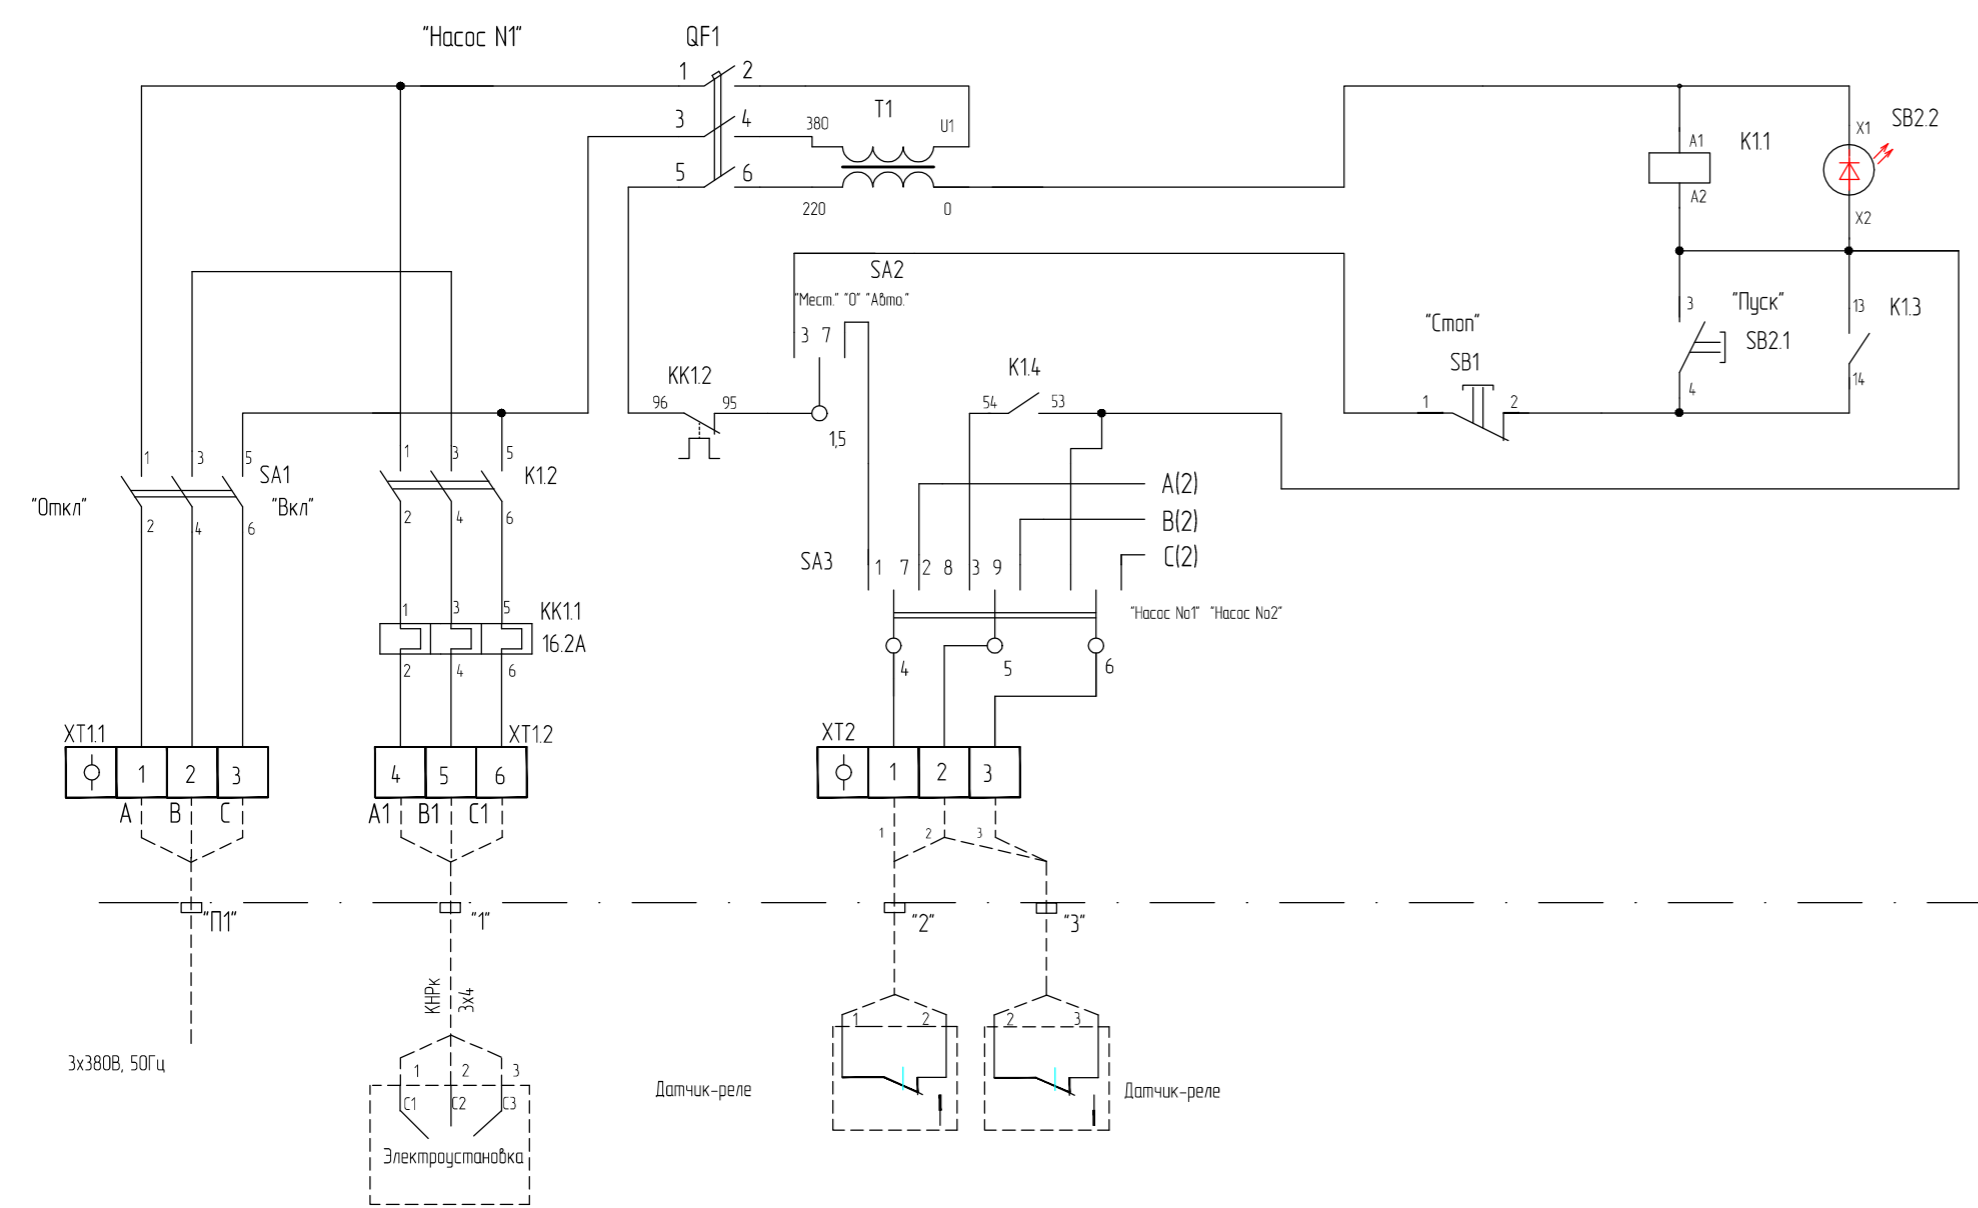 "Насос N1"
QF1
1
2
3
4
5
6
T1
380
U1
220
0
SA2
"Мест." "0" "Авто."
3
7
KK1.2
96
95
1,5
K1.4
54
53
A(2)
B(2)
C(2)
SA3
1
7
2
8
3
9
"Насос No1" "Насос No2"
4
5
6
"Стоп"
SB1
1
2
A1
A2
K1.1
X1
X2
SB2.2
3
4
"Пуск"
SB2.1
13
14
K1.3
1
3
5
SA1
"Откл"
"Вкл"
2
4
6
1
3
5
K1.2
2
4
6
1
3
5
KK1.1
16.2A
2
4
6
XT1.1
1
2
3
A
B
C
XT1.2
4
5
6
A1
B1
C1
XT2
1
2
3
1
2
3
"П1"
"1"
"2"
"3"
КНРк
3х4
3х380В, 50Гц
1
2
3
C1
C2
C3
Электроустановка
Датчик-реле
1
2
2
3
Датчик-реле